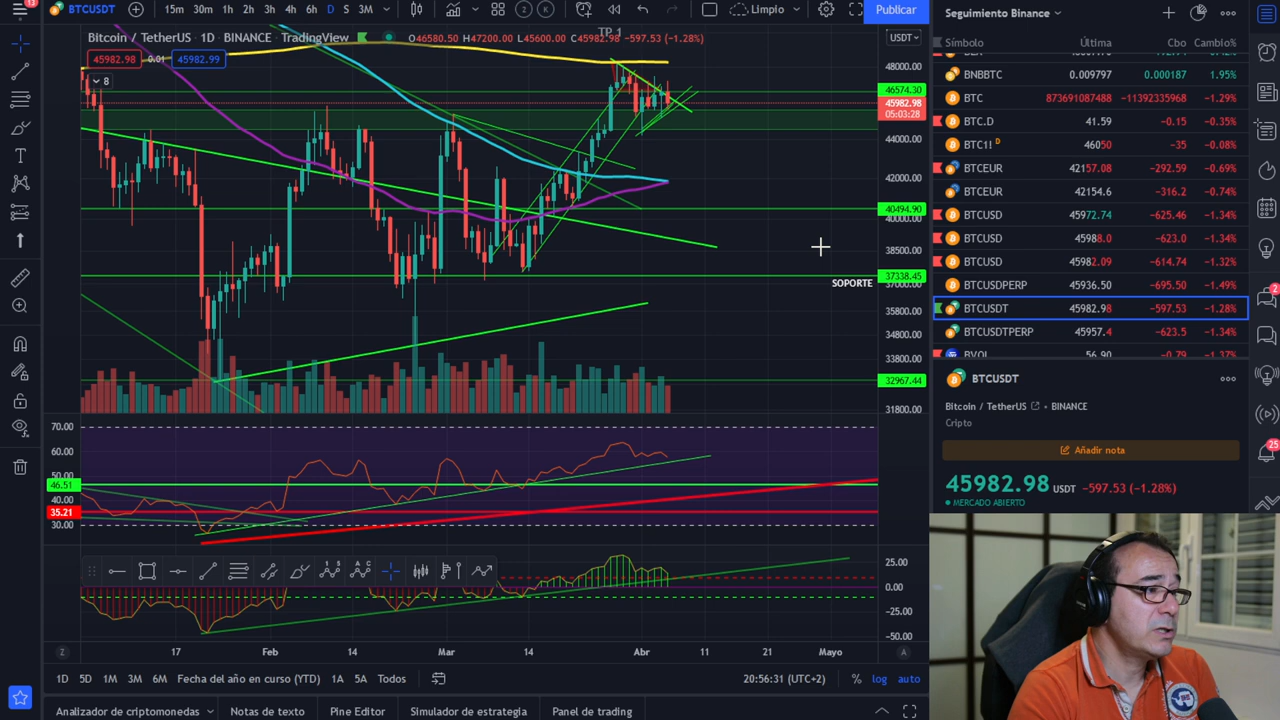 13
BTCUSDT
15m 30m 1h 2h 3h 4h 6h D S 3M
2 K
Limpio
Publicar
Bitcoin / TetherUS · 1D · BINANCE · TradingView
O46580.50 H47200.00 L45600.00 C45982.98 −597.53 (−1.28%)
TP 1
USDT
45982.98 0.01 45982.99
8
48000.00
46574.30
45982.98
05:03:28
44000.00
42000.00
40494.90
40000.00
38500.00
37338.45
SOPORTE
37000.00
35800.00
34800.00
33800.00
32967.44
31800.00
70.00
60.00
50.00
46.51
40.00
35.21
30.00
25.00
0.00
−25.00
−50.00
Z
17 Feb 14 Mar 14 Abr 11 21 Mayo
A
1D 5D 1M 3M 6M Fecha del año en curso (YTD) 1A 5A Todos
20:56:31 (UTC+2)
% log auto
Analizador de criptomonedas
Notas de texto
Pine Editor
Simulador de estrategia
Panel de trading
Seguimiento Binance
Símbolo Última Cbo Cambio%
BNBBTC 0.009797 0.000187 1.95%
BTC 873691087488 −11392335968 −1.29%
BTC.D 41.59 −0.15 −0.35%
BTC1! D 46050 −35 −0.08%
BTCEUR 42157.08 −316.2 −0.74%
BTCEUR 42154.6 −316.2 −0.74%
BTCUSD 45972.74 −625.46 −1.34%
BTCUSD 45988.0 −623.0 −1.34%
BTCUSD 45982.09 −614.74 −1.32%
BTCUSDPERP 45936.50 −695.50 −1.49%
BTCUSDT 45982.98 −597.53 −1.28%
BTCUSDTPERP 45957.4 −623.5 −1.34%
BVOL 56.90 −0.79 −1.37%
BTCUSDT
Bitcoin / TetherUS • BINANCE
Cripto
Añadir nota
45982.98 USDT −597.53 (−1.28%)
MERCADO ABIERTO
2
25